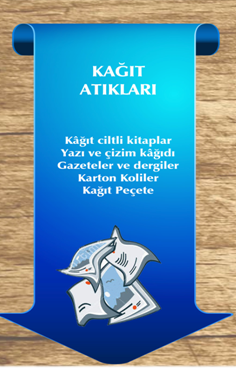 KAĞIT
ATIKLARI
Kâğıt ciltli kitaplar
Yazı ve çizim kâğıdı
Gazeteler ve dergiler
Karton Koliler
Kağıt Peçete